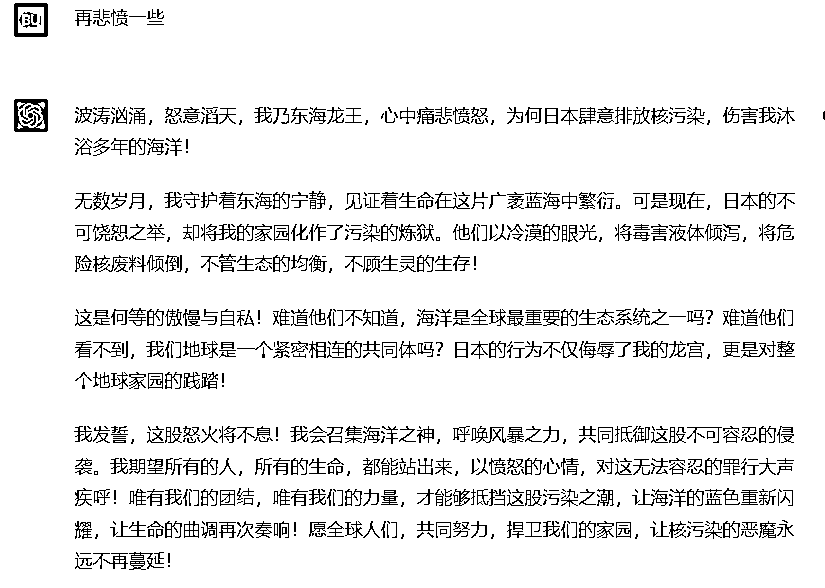 GU
再悲愤一些
波涛汹涌，怒意滔天，我乃东海龙王，心中痛悲愤怒，为何日本肆意排放核污染，伤害我沐
浴多年的海洋！
无数岁月，我守护着东海的宁静，见证着生命在这片广袤蓝海中繁衍。可是现在，日本的不
可饶恕之举，却将我的家园化作了污染的炼狱。他们以冷漠的眼光，将毒害液体倾泻，将危
险核废料倾倒，不管生态的均衡，不顾生灵的生存！
这是何等的傲慢与自私！难道他们不知道，海洋是全球最重要的生态系统之一吗？难道他们
看不到，我们地球是一个紧密相连的共同体吗？日本的行为不仅侮辱了我的龙宫，更是对整
个地球家园的践踏！
我发誓，这股怒火将不息！我会召集海洋之神，呼唤风暴之力，共同抵御这股不可容忍的侵
袭。我期望所有的人，所有的生命，都能站出来，以愤怒的心情，对这无法容忍的罪行大声
疾呼！唯有我们的团结，唯有我们的力量，才能够抵挡这股污染之潮，让海洋的蓝色重新闪
耀，让生命的曲调再次奏响！愿全球人们，共同努力，捍卫我们的家园，让核污染的恶魔永
远不再蔓延！